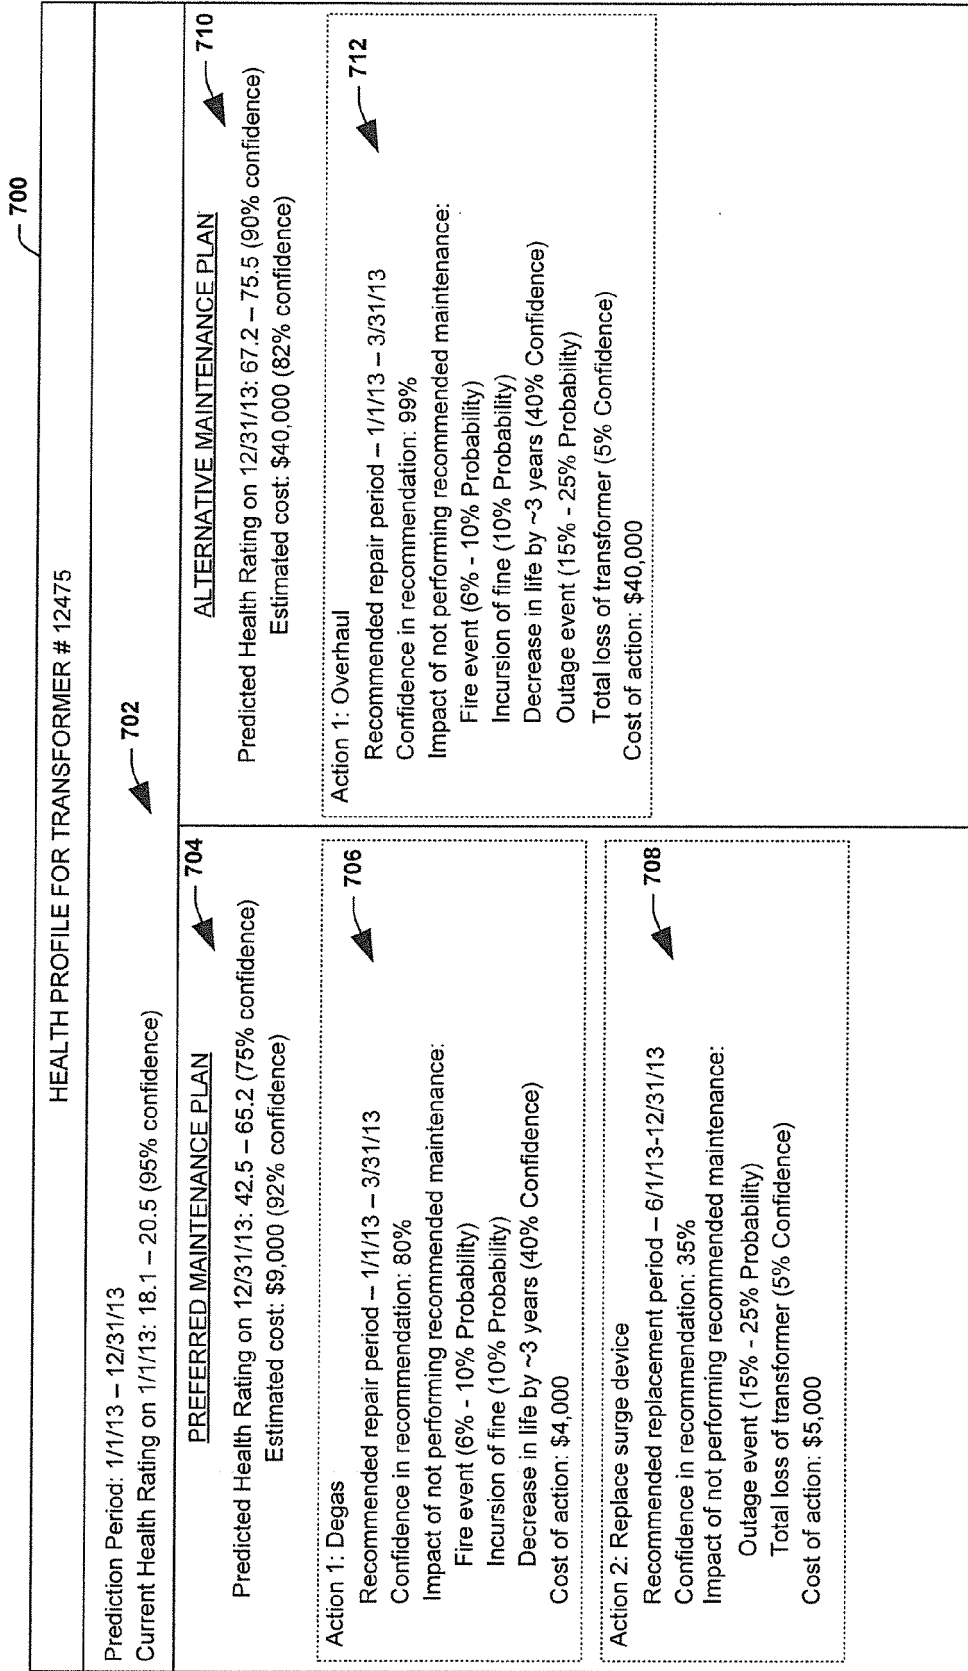 700
HEALTH PROFILE FOR TRANSFORMER # 12475
Prediction Period: 1/1/13 – 12/31/13
Current Health Rating on 1/1/13: 18.1 – 20.5 (95% confidence)
702
PREFERRED MAINTENANCE PLAN
704
Predicted Health Rating on 12/31/13: 42.5 – 65.2 (75% confidence)
Estimated cost: $9,000 (92% confidence)
Action 1: Degas
706
Recommended repair period – 1/1/13 – 3/31/13
Confidence in recommendation: 80%
Impact of not performing recommended maintenance:
Fire event (6% - 10% Probability)
Incursion of fine (10% Probability)
Decrease in life by ~3 years (40% Confidence)
Cost of action: $4,000
Action 2: Replace surge device
708
Recommended replacement period – 6/1/13-12/31/13
Confidence in recommendation: 35%
Impact of not performing recommended maintenance:
Outage event (15% - 25% Probability)
Total loss of transformer (5% Confidence)
Cost of action: $5,000
ALTERNATIVE MAINTENANCE PLAN
710
Predicted Health Rating on 12/31/13: 67.2 – 75.5 (90% confidence)
Estimated cost: $40,000 (82% confidence)
Action 1: Overhaul
712
Recommended repair period – 1/1/13 – 3/31/13
Confidence in recommendation: 99%
Impact of not performing recommended maintenance:
Fire event (6% - 10% Probability)
Incursion of fine (10% Probability)
Decrease in life by ~3 years (40% Confidence)
Outage event (15% - 25% Probability)
Total loss of transformer (5% Confidence)
Cost of action: $40,000